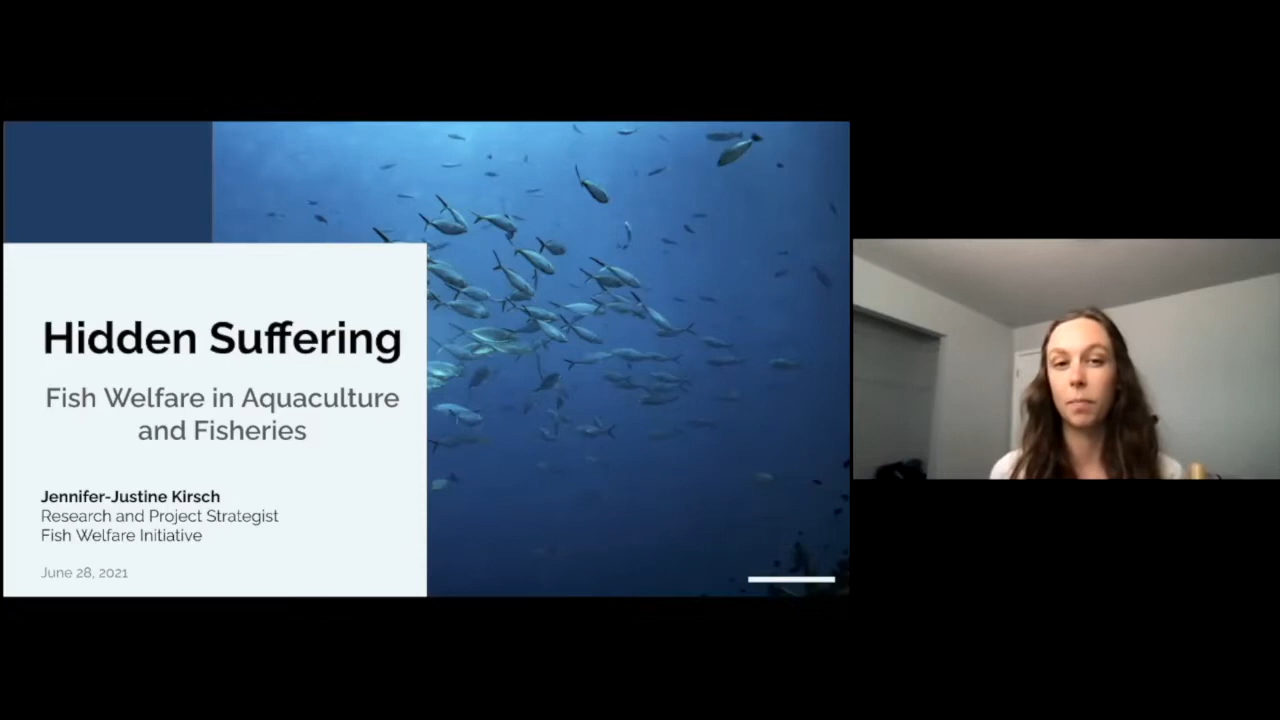 Hidden Suffering
Fish Welfare in Aquaculture
and Fisheries
Jennifer-Justine Kirsch
Research and Project Strategist
Fish Welfare Initiative
June 28, 2021